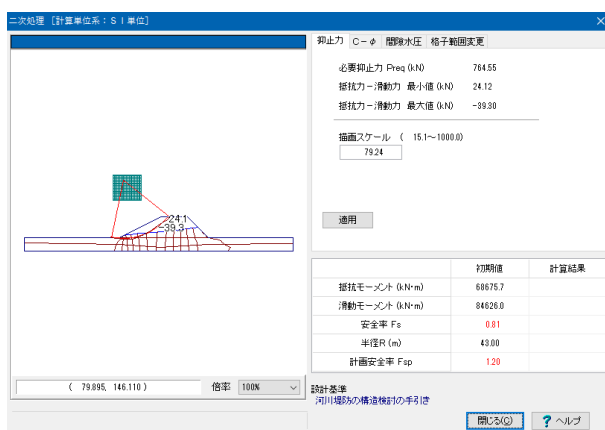 二次処理 [計算単位系：SI単位]
抑止力 C-φ 間隙水圧 格子範囲変更
必要抑止力 Preq (kN) 764.55
抵抗力-滑動力 最小値 (kN) 24.12
抵抗力-滑動力 最大値 (kN) -39.30
描画スケール ( 15.1～1000.0)
79.24
適用
24.1
-39.3
初期値 計算結果
抵抗モーメント (kN･m) 68675.7
滑動モーメント (kN･m) 84626.0
安全率 Fs 0.81
半径R (m) 43.00
計画安全率 Fsp 1.20
( 79.895, 146.110) 倍率 100%
設計基準
河川堤防の構造検討の手引き
閉じる(C) ? ヘルプ